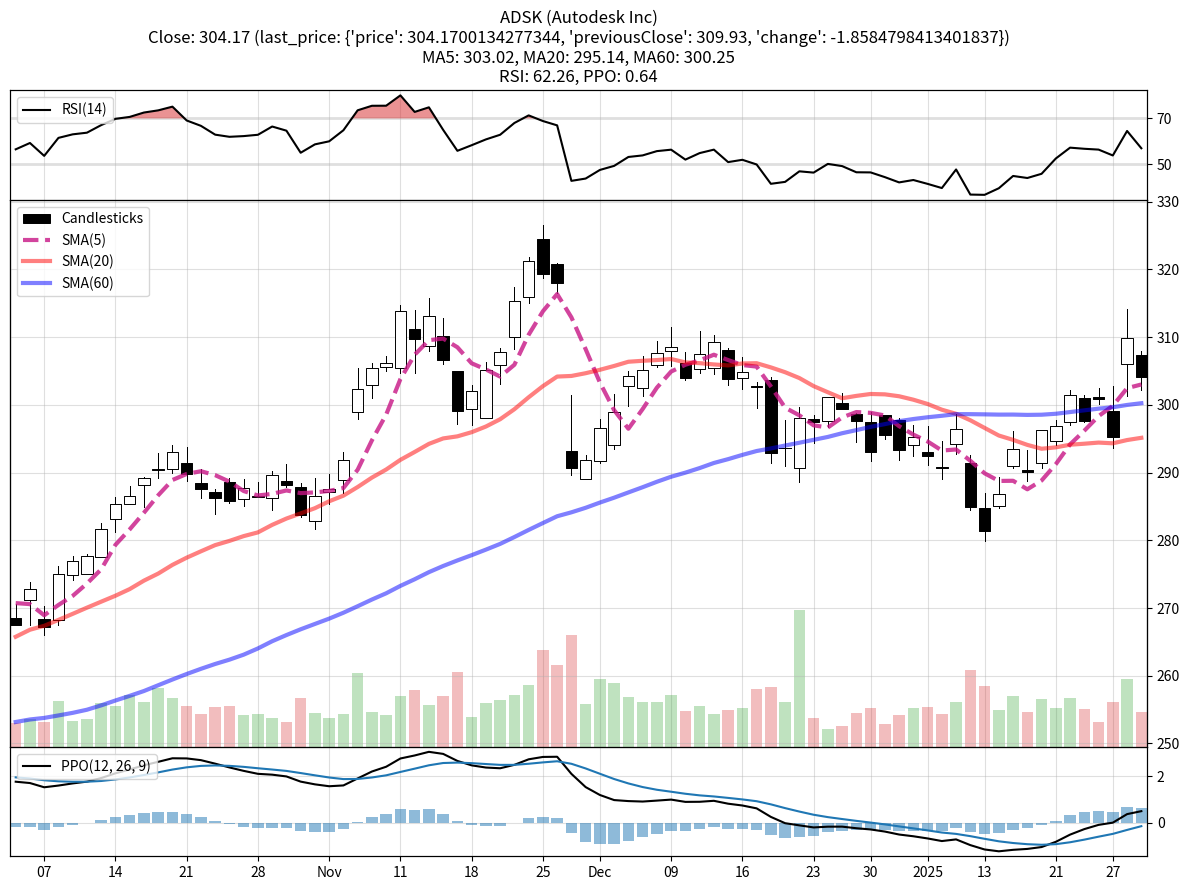 ADSK (Autodesk Inc)
Close: 304.17 (last_price: {'price': 304.1700134277344, 'previousClose': 309.93, 'change': -1.8584798413401837})
MA5: 303.02, MA20: 295.14, MA60: 300.25
RSI: 62.26, PPO: 0.64
RSI(14)
70
50
Candlesticks
SMA(5)
SMA(20)
SMA(60)
330
320
310
300
290
280
270
260
250
PPO(12, 26, 9)
2
0
07 14 21 28 Nov 11 18 25 Dec 09 16 23 30 2025 13 21 27